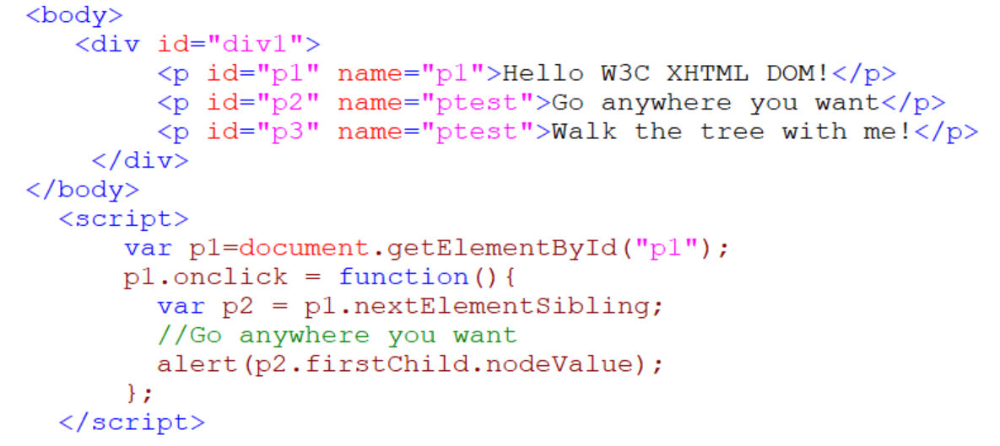 <body>
<div id="div1">
<p id="p1" name="p1">Hello W3C XHTML DOM!</p>
<p id="p2" name="ptest">Go anywhere you want</p>
<p id="p3" name="ptest">Walk the tree with me!</p>
</div>
</body>
<script>
var p1=document.getElementById("p1");
p1.onclick = function(){
var p2 = p1.nextElementSibling;
//Go anywhere you want
alert(p2.firstChild.nodeValue);
};
</script>